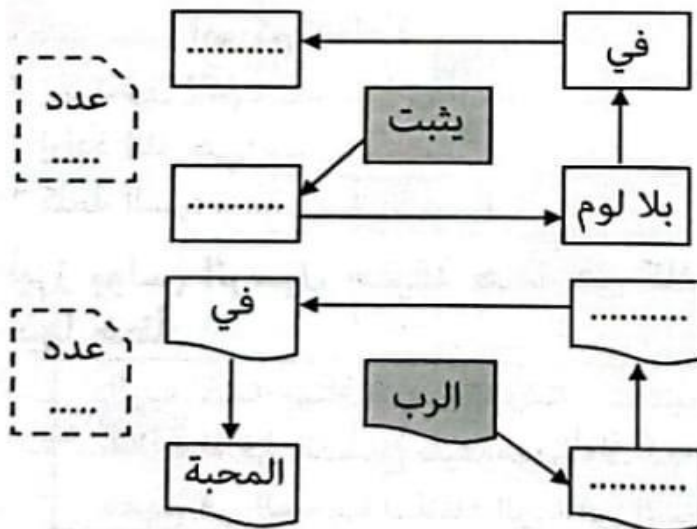 في
..........
عدد
.....
يثبت
..........
بلا لوم
في
..........
عدد
.....
الرب
المحبة
..........